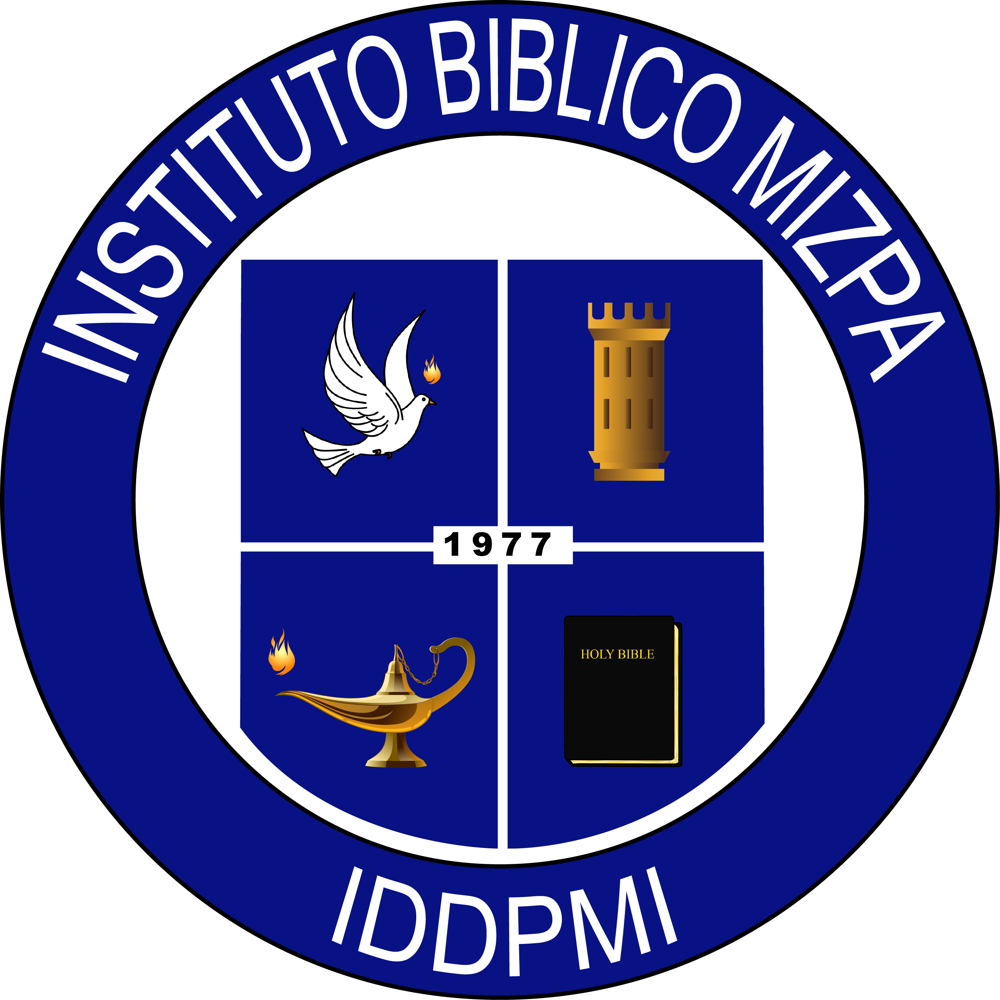 INSTITUTO BIBLICO MIZPA
1977
HOLY BIBLE
IDDPMI